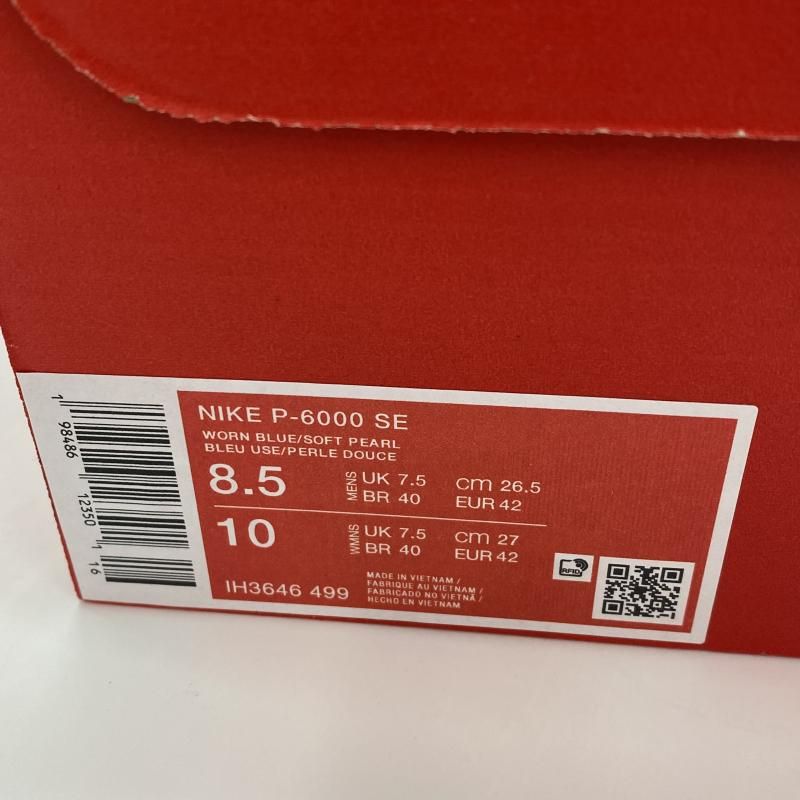 NIKE P-6000 SE
WORN BLUE/SOFT PEARL
BLEU USE/PERLE DOUCE
8.5 MENS UK 7.5 cm 26.5
BR 40 EUR 42
10 WMNS UK 7.5 cm 27
BR 40 EUR 42
IH3646 499
MADE IN VIETNAM /
FABRIQUE AU VIETNAM /
FABRICADO NO VIETNÃ /
HECHO EN VIETNAM
RFID
1 98486 12350 1 16